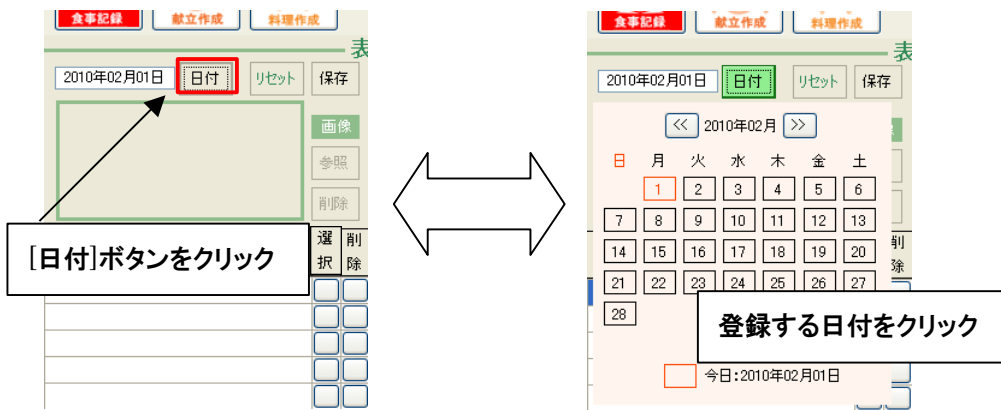 食事記録 献立作成 料理作成
表
2010年02月01日 日付 リセット 保存
画像
参照
削除
[日付]ボタンをクリック
選択 削除
食事記録 献立作成 料理作成
表
2010年02月01日 日付 リセット 保存
<< 2010年02月 >>
日 月 火 水 木 金 土
1 2 3 4 5 6
7 8 9 10 11 12 13
14 15 16 17 18 19 20
21 22 23 24 25 26 27
28
削除
登録する日付をクリック
今日:2010年02月01日